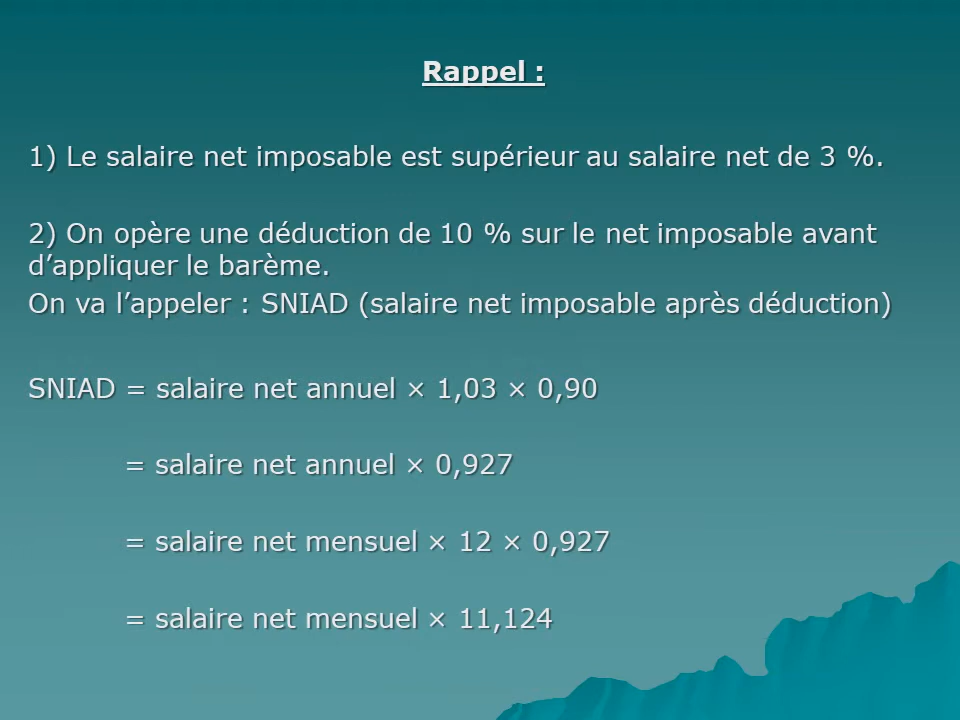 Rappel :
1) Le salaire net imposable est supérieur au salaire net de 3 %.
2) On opère une déduction de 10 % sur le net imposable avant
d’appliquer le barème.
On va l’appeler : SNIAD (salaire net imposable après déduction)
SNIAD = salaire net annuel × 1,03 × 0,90
= salaire net annuel × 0,927
= salaire net mensuel × 12 × 0,927
= salaire net mensuel × 11,124